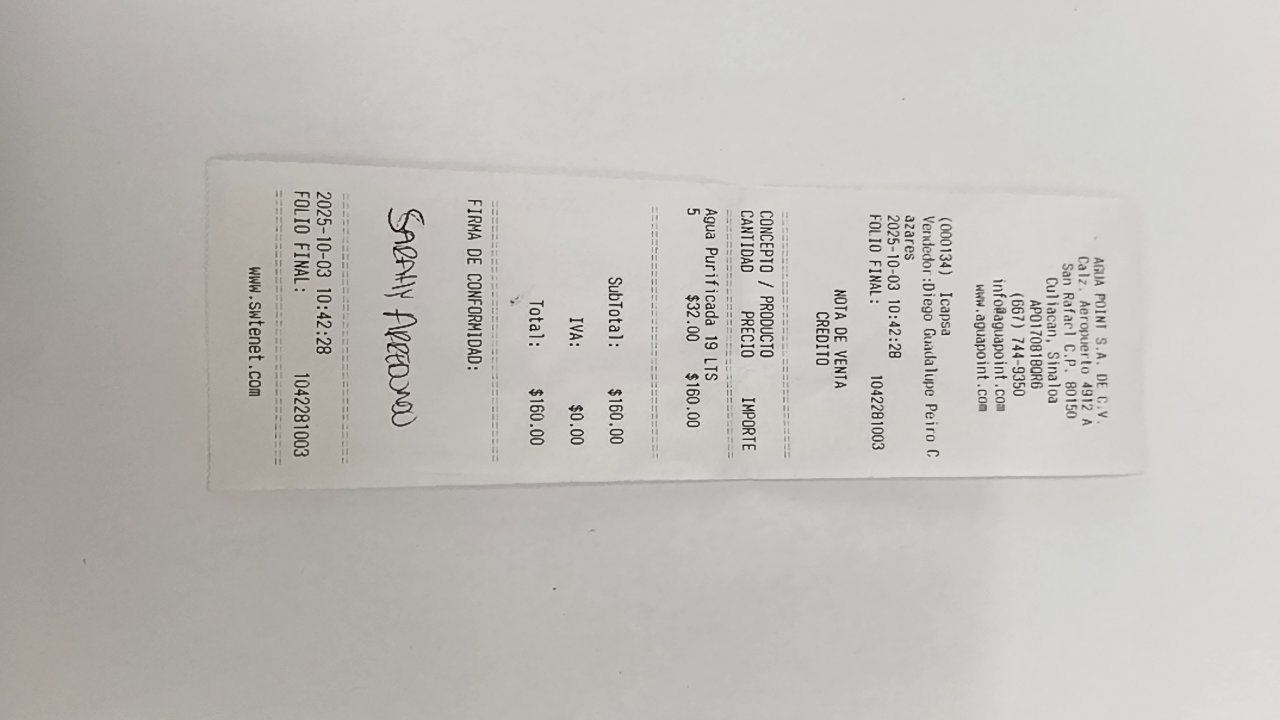 AGUA POINT S.A. DE C.V.
Calz. Aeropuerto 4912 A
San Rafael C.P. 80150
Culiacan, Sinaloa
APO170818QR6
(667) 744-9350
info@aguapoint.com
www.aguapoint.com
(000134) Icapsa
Vendedor:Diego Guadalupe Peiro C
azares
2025-10-03 10:42:28
FOLIO FINAL: 1042281003
NOTA DE VENTA
CREDITO
CONCEPTO / PRODUCTO
CANTIDAD PRECIO IMPORTE
Agua Purificada 19 LTS
5 $32.00 $160.00
SubTotal: $160.00
IVA: $0.00
Total: $160.00
FIRMA DE CONFORMIDAD:
SARAHY
2025-10-03 10:42:28
FOLIO FINAL: 1042281003
www.swtenet.com